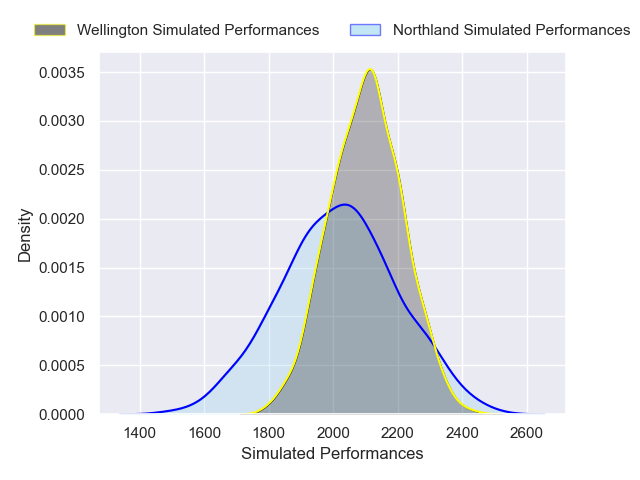 Wellington Simulated Performances
Northland Simulated Performances
0.0035
0.0030
0.0025
0.0020
0.0015
0.0010
0.0005
0.0000
Density
1400 1600 1800 2000 2200 2400 2600
Simulated Performances